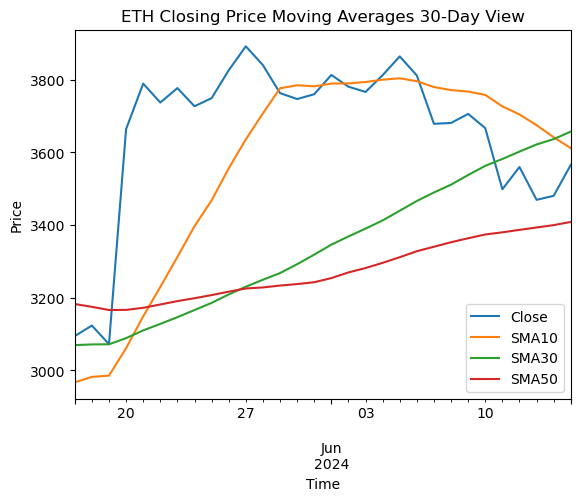 ETH Closing Price Moving Averages 30-Day View
3800
3600
3400
3200
3000
Price
Close
SMA10
SMA30
SMA50
20
27
03
10
Jun
2024
Time